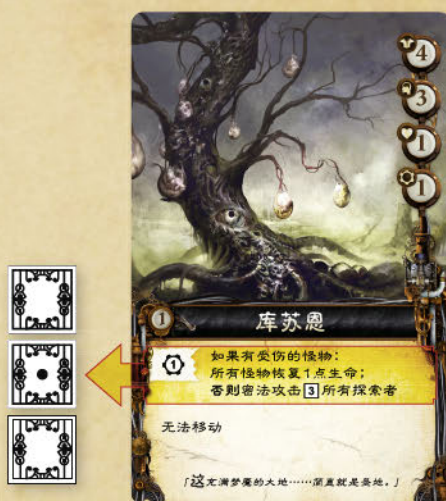 4
3
1
1
1
库苏恩
1
如果有受伤的怪物：
所有怪物恢复1点生命；
否则密法攻击3所有探索者
无法移动
「这充满梦魇的大地……简直就是圣地。」